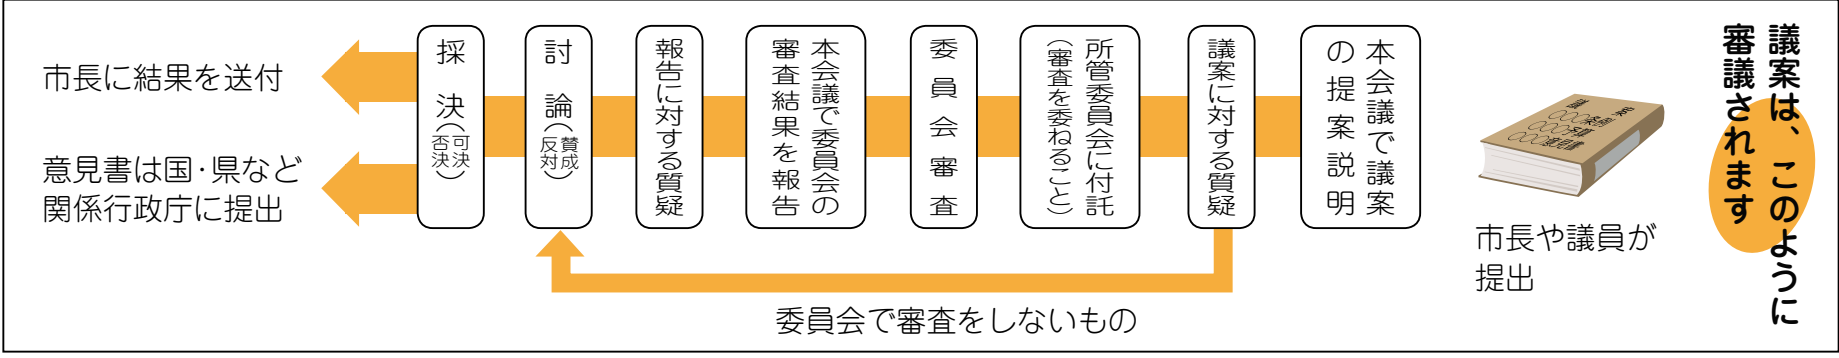 議案は、このように
審議されます
市長や議員が
提出
本会議で議案
の提案説明
議案に対する質疑
所管委員会に付託
(審査を委ねること)
委員会審査
本会議で委員会の
審査結果を報告
報告に対する質疑
討論(賛成
反対)
採決(可決
否決)
市長に結果を送付
意見書は国・県など
関係行政庁に提出
委員会で審査をしないもの